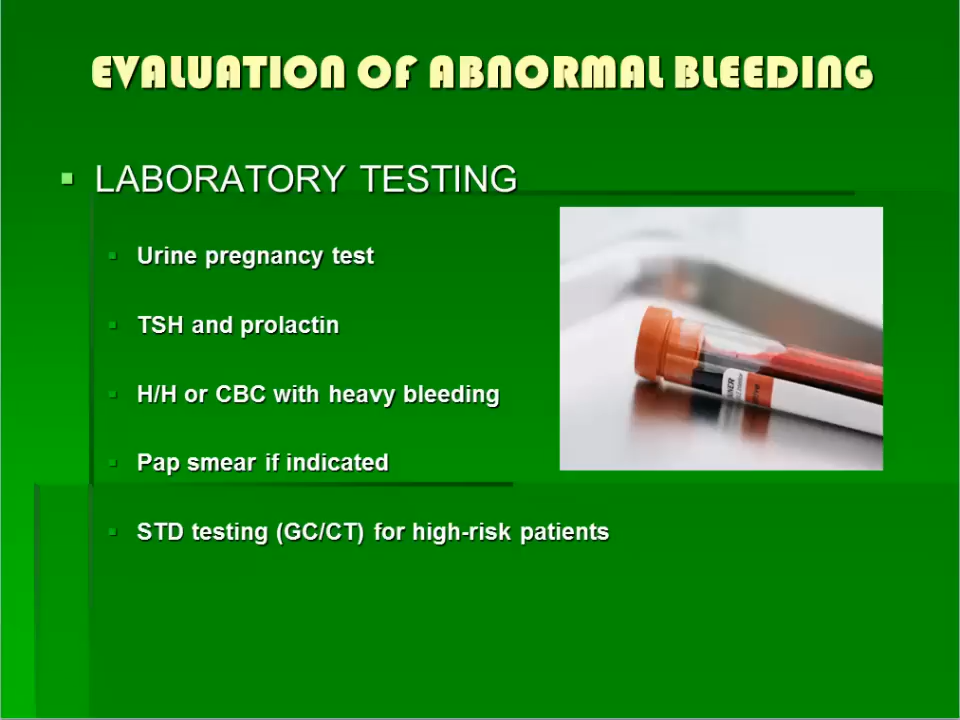 EVALUATION OF ABNORMAL BLEEDING
LABORATORY TESTING
Urine pregnancy test
TSH and prolactin
H/H or CBC with heavy bleeding
Pap smear if indicated
STD testing (GC/CT) for high-risk patients